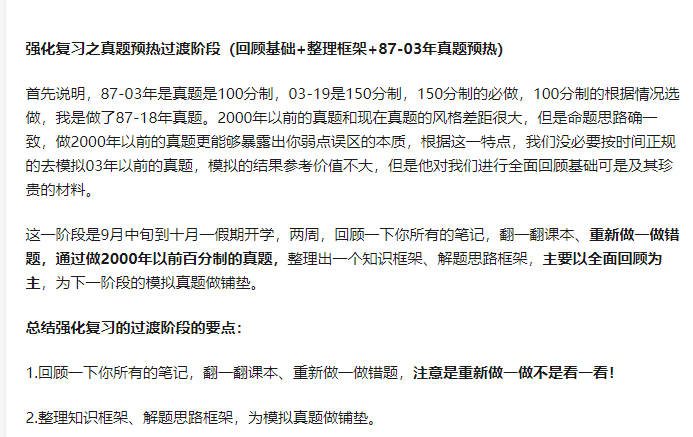 强化复习之真题预热过渡阶段（回顾基础+整理框架+87-03年真题预热）
首先说明，87-03年是真题是100分制，03-19是150分制，150分制的必做，100分制的根据情况选
做，我是做了87-18年真题。2000年以前的真题和现在真题的风格差距很大，但是命题思路确一
致，做2000年以前的真题更能够暴露出你弱点误区的本质，根据这一特点，我们没必要按时间正规
的去模拟03年以前的真题，模拟的结果参考价值不大，但是他对我们进行全面回顾基础可是及其珍
贵的材料。
这一阶段是9月中旬到十月一假期开学，两周，回顾一下你所有的笔记，翻一翻课本、重新做一做错
题，通过做2000年以前百分制的真题，整理出一个知识框架、解题思路框架，主要以全面回顾为
主，为下一阶段的模拟真题做铺垫。
总结强化复习的过渡阶段的要点：
1.回顾一下你所有的笔记，翻一翻课本、重新做一做错题，注意是重新做一做不是看一看！
2.整理知识框架、解题思路框架，为模拟真题做铺垫。